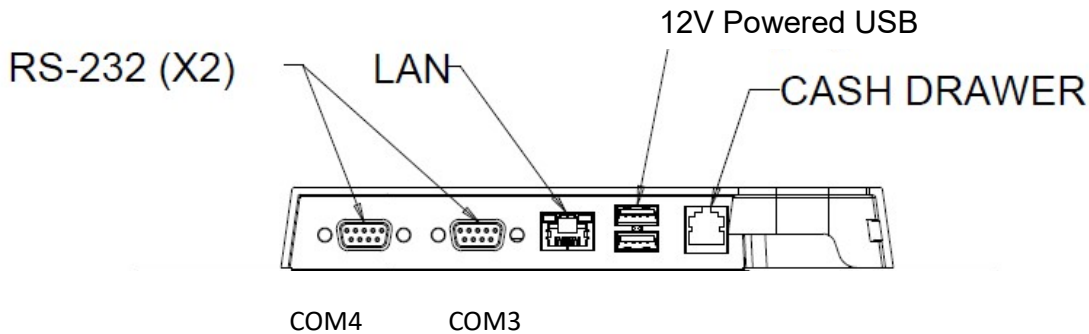 12V Powered USB
RS-232 (X2)
LAN
CASH DRAWER
COM4
COM3